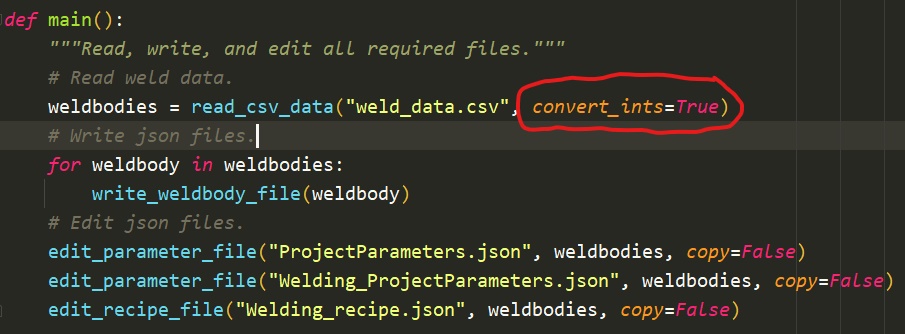 def main():
    """Read, write, and edit all required files."""
    # Read weld data.
    weldbodies = read_csv_data("weld_data.csv", convert_ints=True)
    # Write json files.
    for weldbody in weldbodies:
        write_weldbody_file(weldbody)
    # Edit json files.
    edit_parameter_file("ProjectParameters.json", weldbodies, copy=False)
    edit_parameter_file("Welding_ProjectParameters.json", weldbodies, copy=False)
    edit_recipe_file("Welding_recipe.json", weldbodies, copy=False)